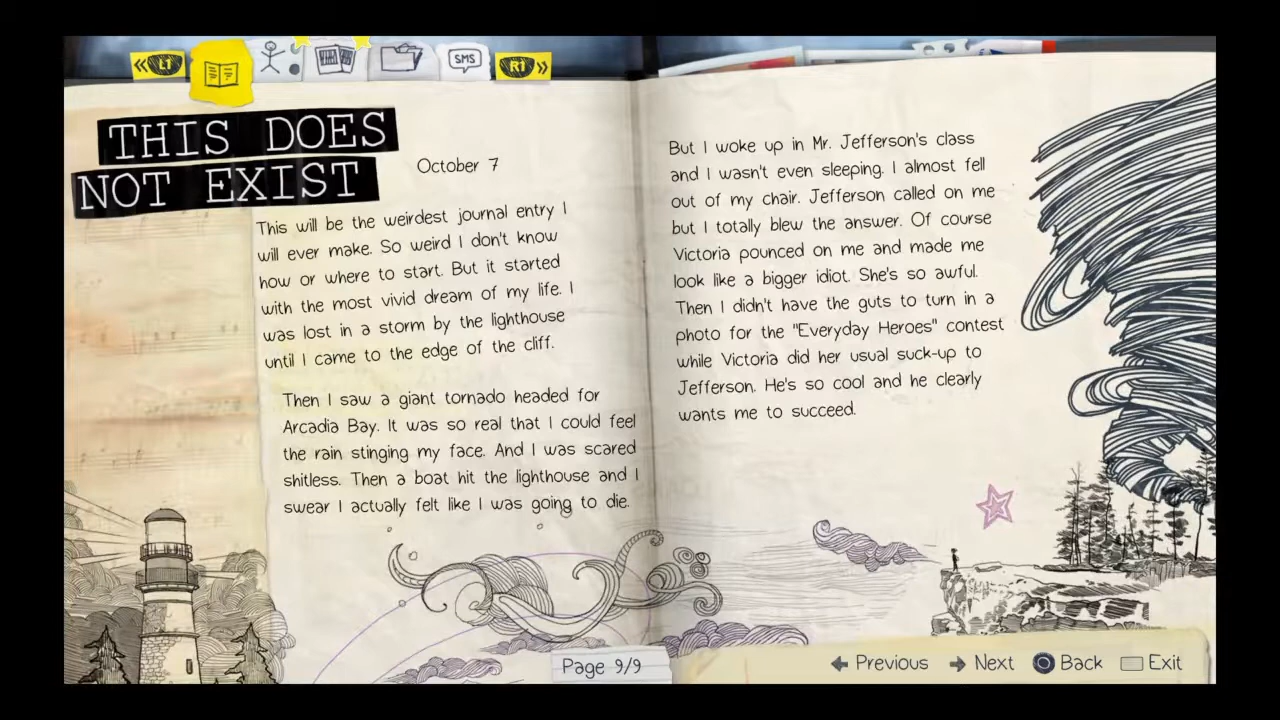 L1
SMS
R1
THIS DOES
NOT EXIST
October 7
This will be the weirdest journal entry I
will ever make. So weird I don't know
how or where to start. But it started
with the most vivid dream of my life. I
was lost in a storm by the lighthouse
until I came to the edge of the cliff.
Then I saw a giant tornado headed for
Arcadia Bay. It was so real that I could feel
the rain stinging my face. And I was scared
shitless. Then a boat hit the lighthouse and I
swear I actually felt like I was going to die.
But I woke up in Mr. Jefferson's class
and I wasn't even sleeping. I almost fell
out of my chair. Jefferson called on me
but I totally blew the answer. Of course
Victoria pounced on me and made me
look like a bigger idiot. She's so awful.
Then I didn't have the guts to turn in a
photo for the "Everyday Heroes" contest
while Victoria did her usual suck-up to
Jefferson. He's so cool and he clearly
wants me to succeed.
Page 9/9
Previous Next Back Exit